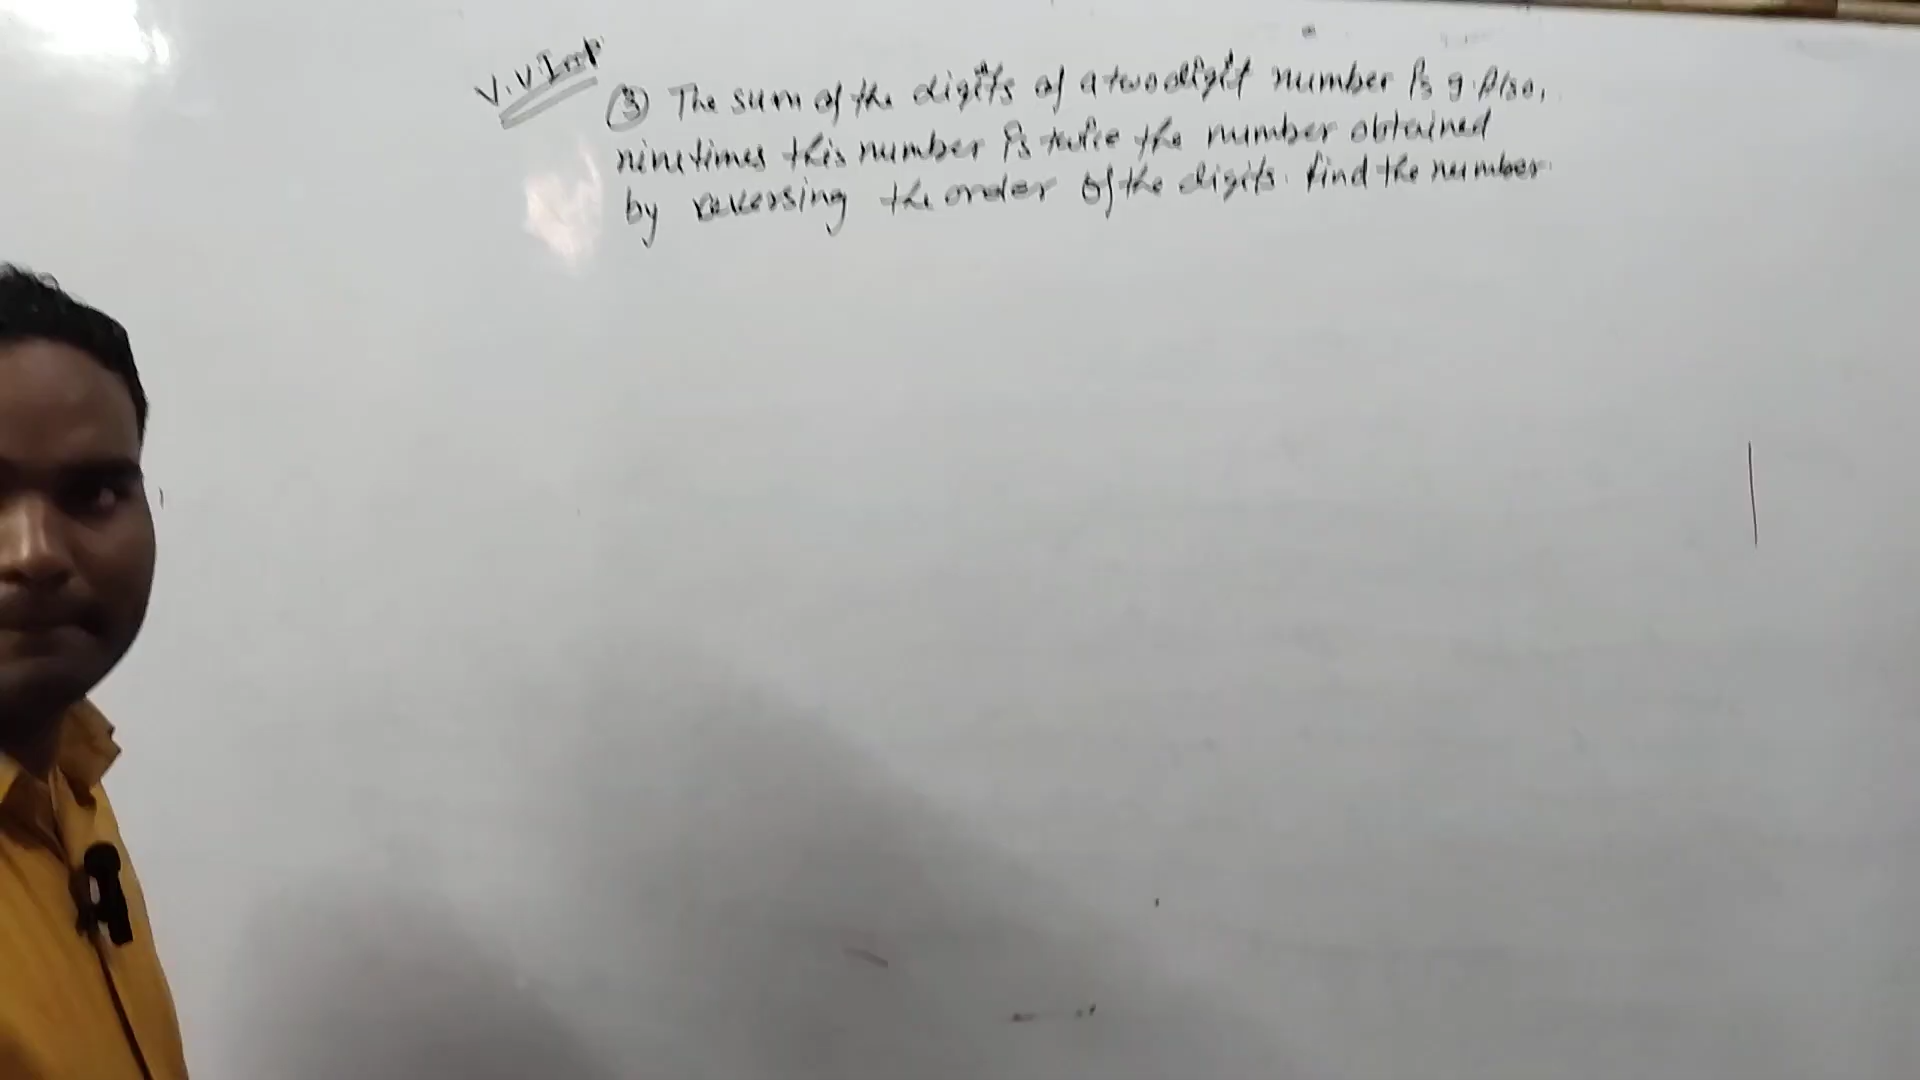 V.V.Imp
(3) The sum of the digits of a two digit number is 9. Also,
nine times this number is twice the number obtained
by reversing the order of the digits. find the number.